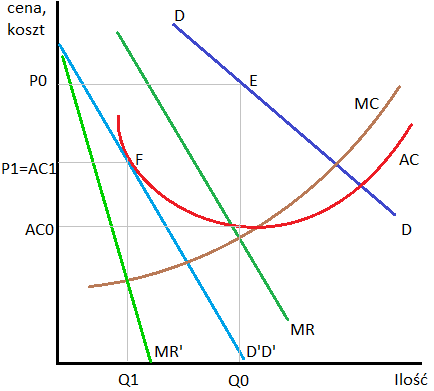 cena,
koszt
D
P0
E
MC
F
AC
P1=AC1
AC0
D
MR
MR'
D'D'
Q1
Q0
Ilość